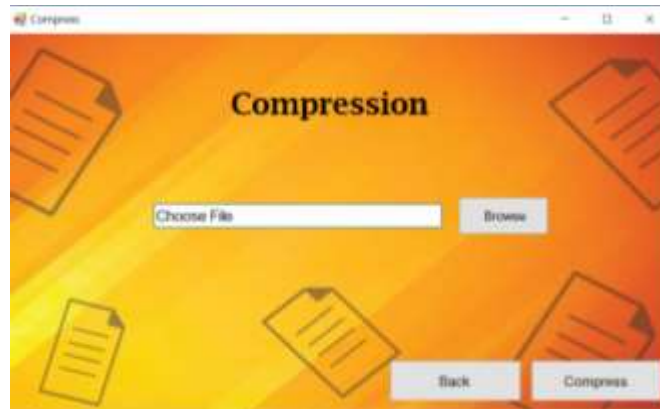 Compress
Compression
Choose File
Browse
Back
Compress